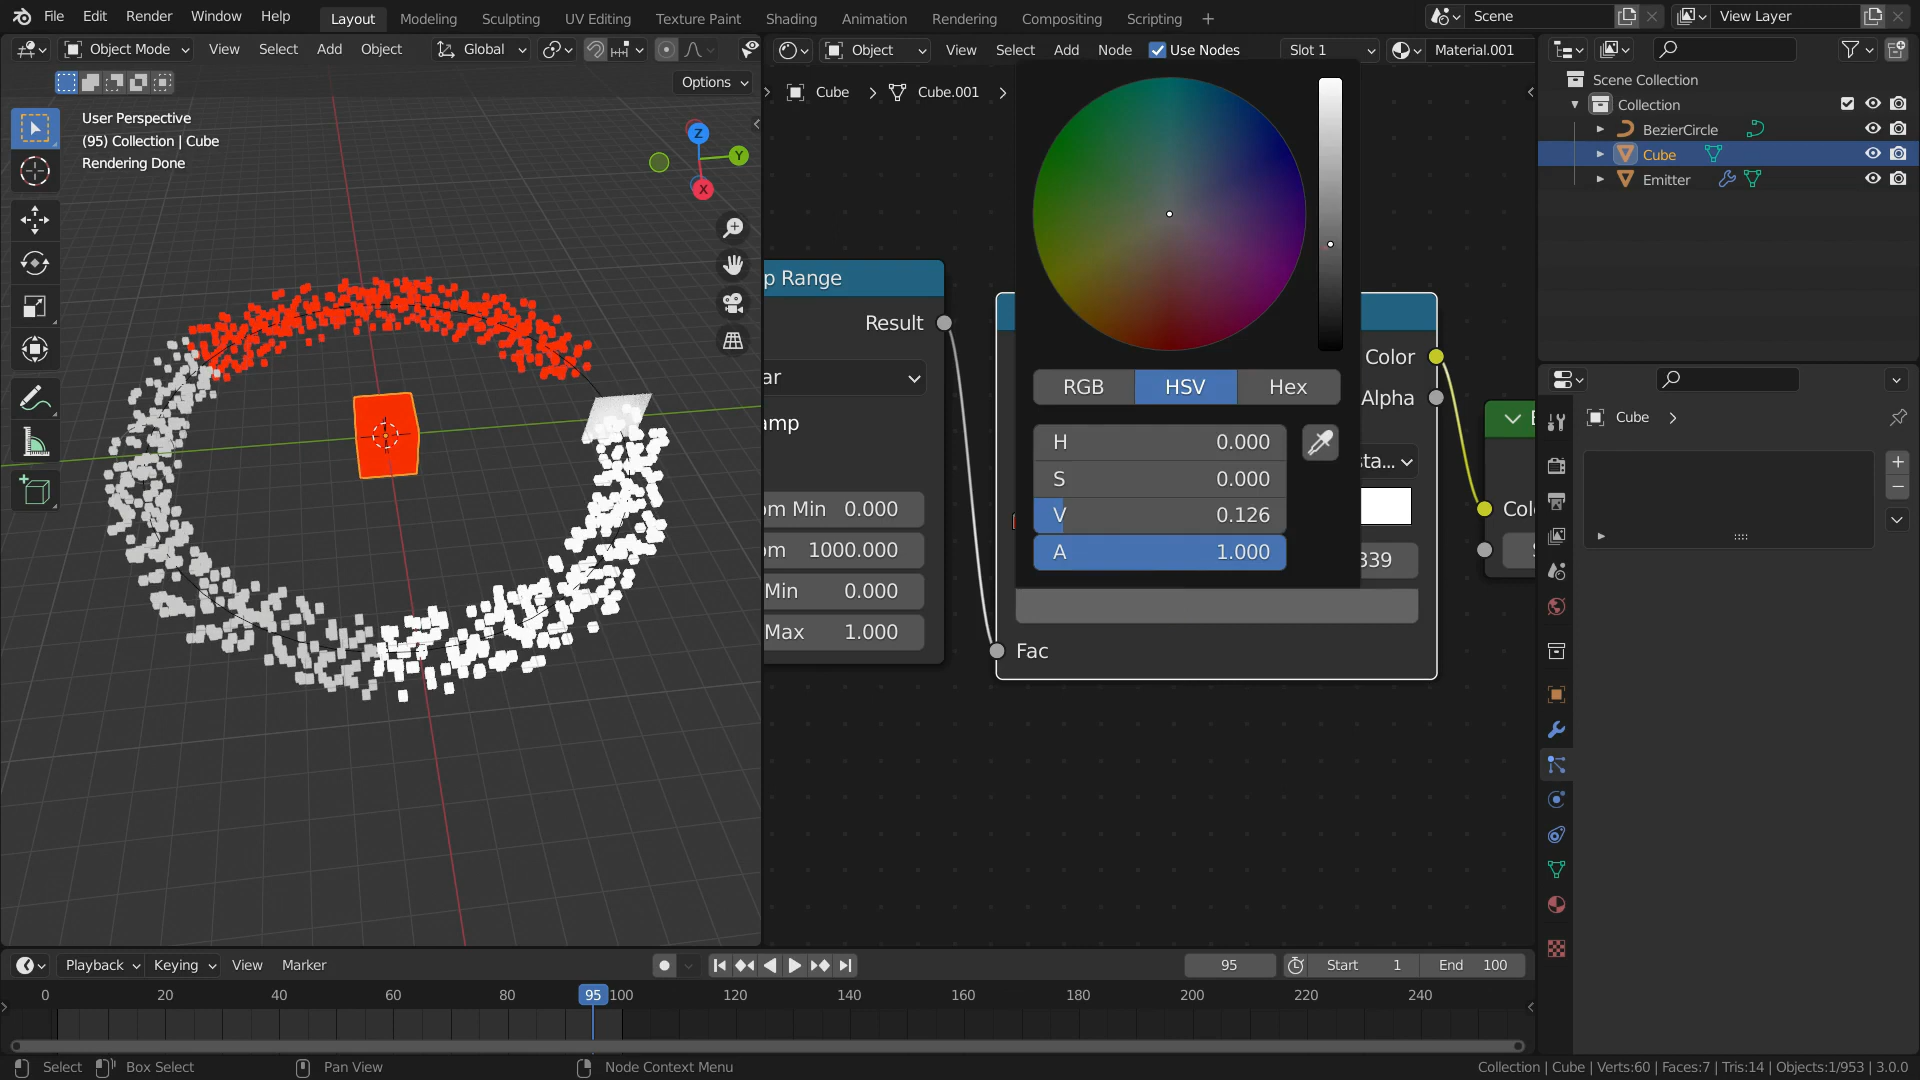 File Edit Render Window Help
Layout Modeling Sculpting UV Editing Texture Paint Shading Animation Rendering Compositing Scripting +
Scene
View Layer
Object Mode View Select Add Object Global
Options
User Perspective
(95) Collection | Cube
Rendering Done
Z
Y
X
Object View Select Add Node Use Nodes Slot 1 Material.001
Cube > Cube.001 >
p Range
Result
ar
amp
om Min 0.000
om 1000.000
Min 0.000
Max 1.000
RGB HSV Hex
H 0.000
S 0.000
V 0.126
A 1.000
Color
Alpha
sta...
339
Fac
Colo
Scene Collection
Collection
BezierCircle
Cube
Emitter
Cube >
Playback Keying View Marker
95
Start 1 End 100
0 20 40 60 80 95 100 120 140 160 180 200 220 240
Select Box Select Pan View Node Context Menu
Collection | Cube | Verts:60 | Faces:7 | Tris:14 | Objects:1/953 | 3.0.0